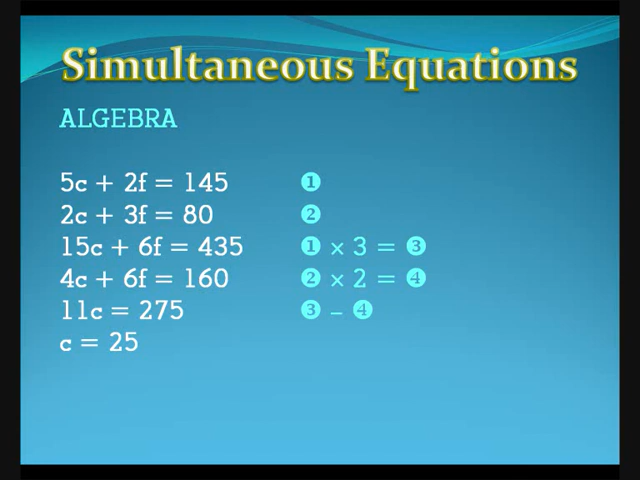 Simultaneous Equations
ALGEBRA
5c + 2f = 145 ❶
2c + 3f = 80 ❷
15c + 6f = 435 ❶ × 3 = ❸
4c + 6f = 160 ❷ × 2 = ❹
11c = 275 ❸ – ❹
c = 25